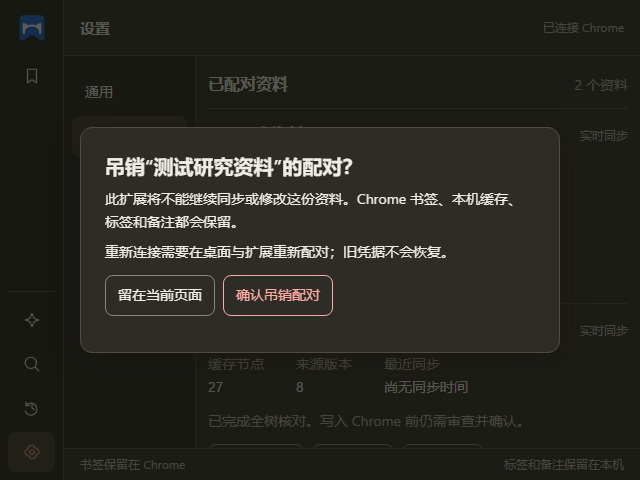 设置
已连接 Chrome
通用
已配对资料
2 个资料
实时同步
吊销“测试研究资料”的配对？
此扩展将不能继续同步或修改这份资料。Chrome 书签、本机缓存、
标签和备注都会保留。
重新连接需要在桌面与扩展重新配对；旧凭据不会恢复。
留在当前页面
确认吊销配对
实时同步
缓存节点
来源版本
最近同步
27
8
尚无同步时间
已完成全树核对。写入 Chrome 前仍需审查并确认。
书签保留在 Chrome
标签和备注保留在本机